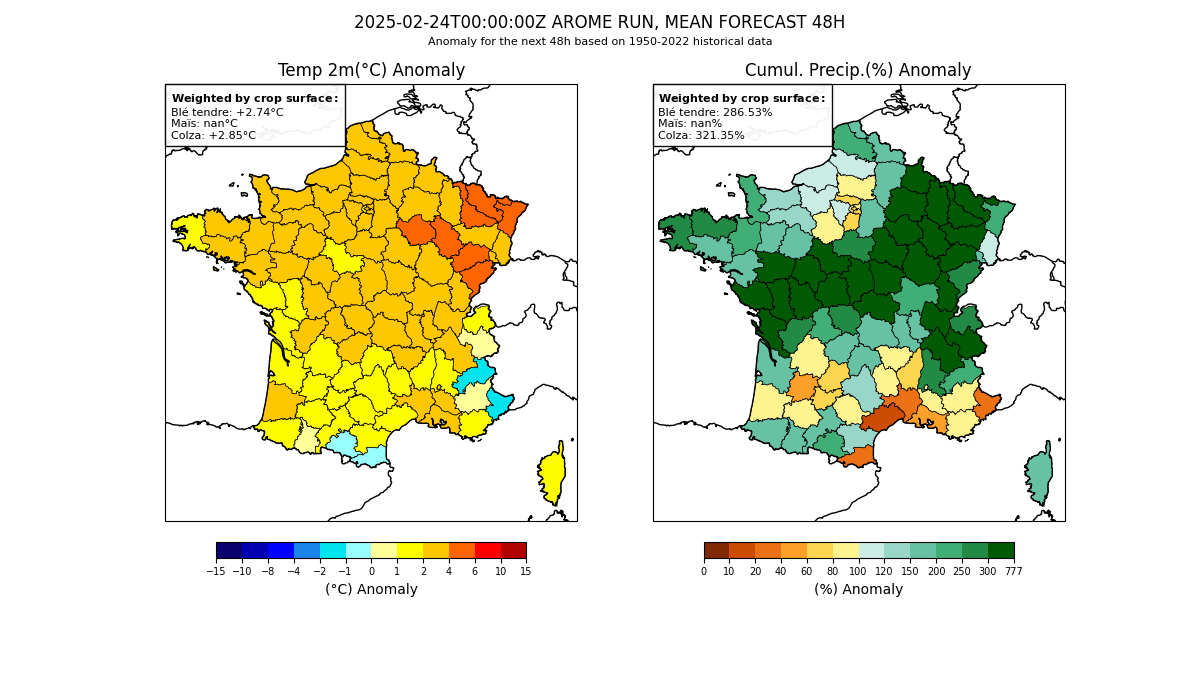 2025-02-24T00:00:00Z AROME RUN, MEAN FORECAST 48H
Anomaly for the next 48h based on 1950-2022 historical data
Temp 2m(°C) Anomaly
Weighted by crop surface:
Blé tendre: +2.74°C
Maïs: nan°C
Colza: +2.85°C
−15 −10 −8 −4 −2 −1 0 1 2 4 6 10 15
(°C) Anomaly
Cumul. Precip.(%) Anomaly
Weighted by crop surface:
Blé tendre: 286.53%
Maïs: nan%
Colza: 321.35%
0 10 20 40 60 80 100 120 150 200 250 300 777
(%) Anomaly